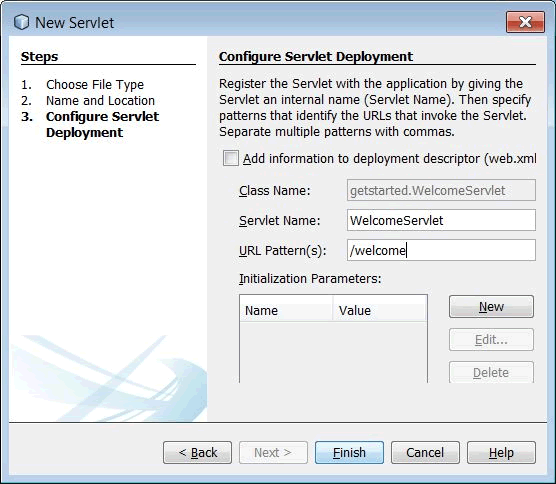 New Servlet
Steps
1. Choose File Type
2. Name and Location
3. Configure Servlet
Deployment
Configure Servlet Deployment
Register the Servlet with the application by giving the
Servlet an internal name (Servlet Name). Then specify
patterns that identify the URLs that invoke the Servlet.
Separate multiple patterns with commas.
Add information to deployment descriptor (web.xml
Class Name: getstarted.WelcomeServlet
Servlet Name: WelcomeServlet
URL Pattern(s): /welcome
Initialization Parameters:
Name Value
New
Edit...
Delete
< Back Next > Finish Cancel Help